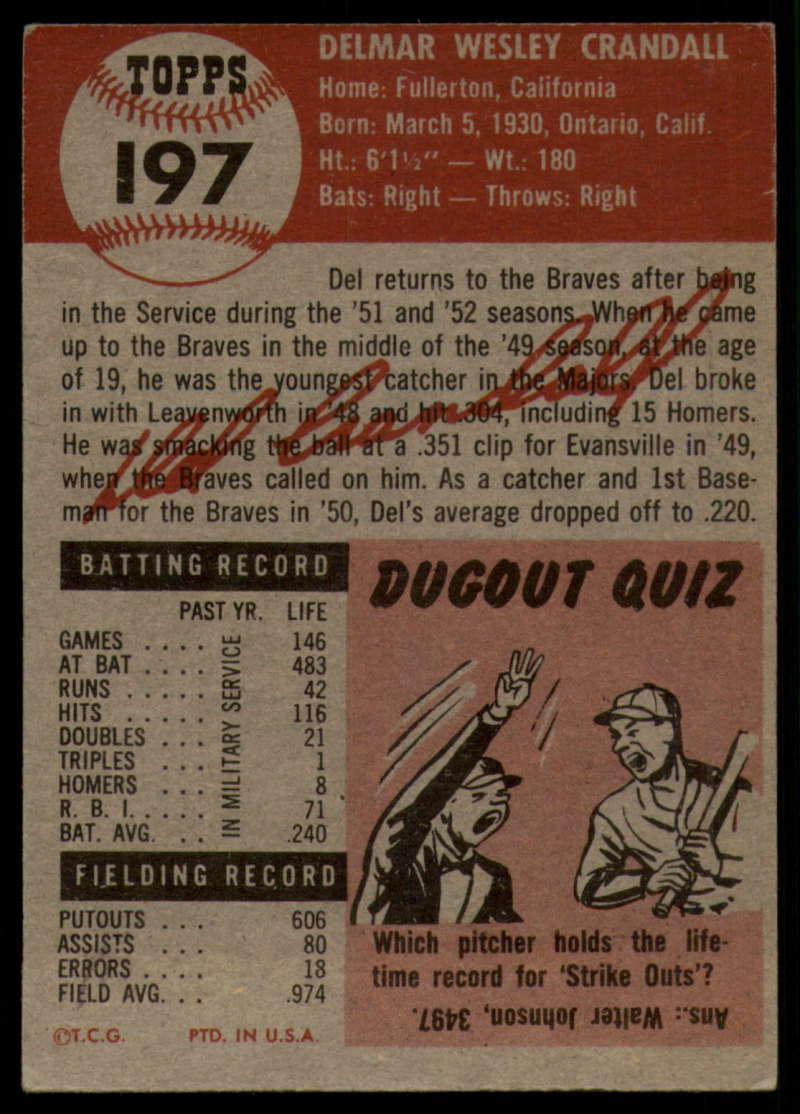 TOPPS
197
DELMAR WESLEY CRANDALL
Home: Fullerton, California
Born: March 5, 1930, Ontario, Calif.
Ht.: 6'1½" — Wt.: 180
Bats: Right — Throws: Right
Del returns to the Braves after being
in the Service during the '51 and '52 seasons. When he came
up to the Braves in the middle of the '49 season, at the age
of 19, he was the youngest catcher in the Majors. Del broke
in with Leavenworth in '48 and hit .304, including 15 Homers.
He was smacking the ball at a .351 clip for Evansville in '49,
when the Braves called on him. As a catcher and 1st Base-
man for the Braves in '50, Del's average dropped off to .220.
Del Crandall
BATTING RECORD
PAST YR. LIFE
GAMES . . . . 146
AT BAT . . . . 483
RUNS . . . . . 42
HITS . . . . . 116
DOUBLES . . . 21
TRIPLES . . . 1
HOMERS . . . 8
R. B. I. . . . . 71
BAT. AVG. . . .240
IN MILITARY SERVICE
FIELDING RECORD
PUTOUTS . . . 606
ASSISTS . . . 80
ERRORS . . . . 18
FIELD AVG. . . .974
©T.C.G. PTD. IN U.S.A.
DUGOUT QUIZ
Which pitcher holds the life-
time record for 'Strike Outs'?
Ans.: Walter Johnson, 3497.